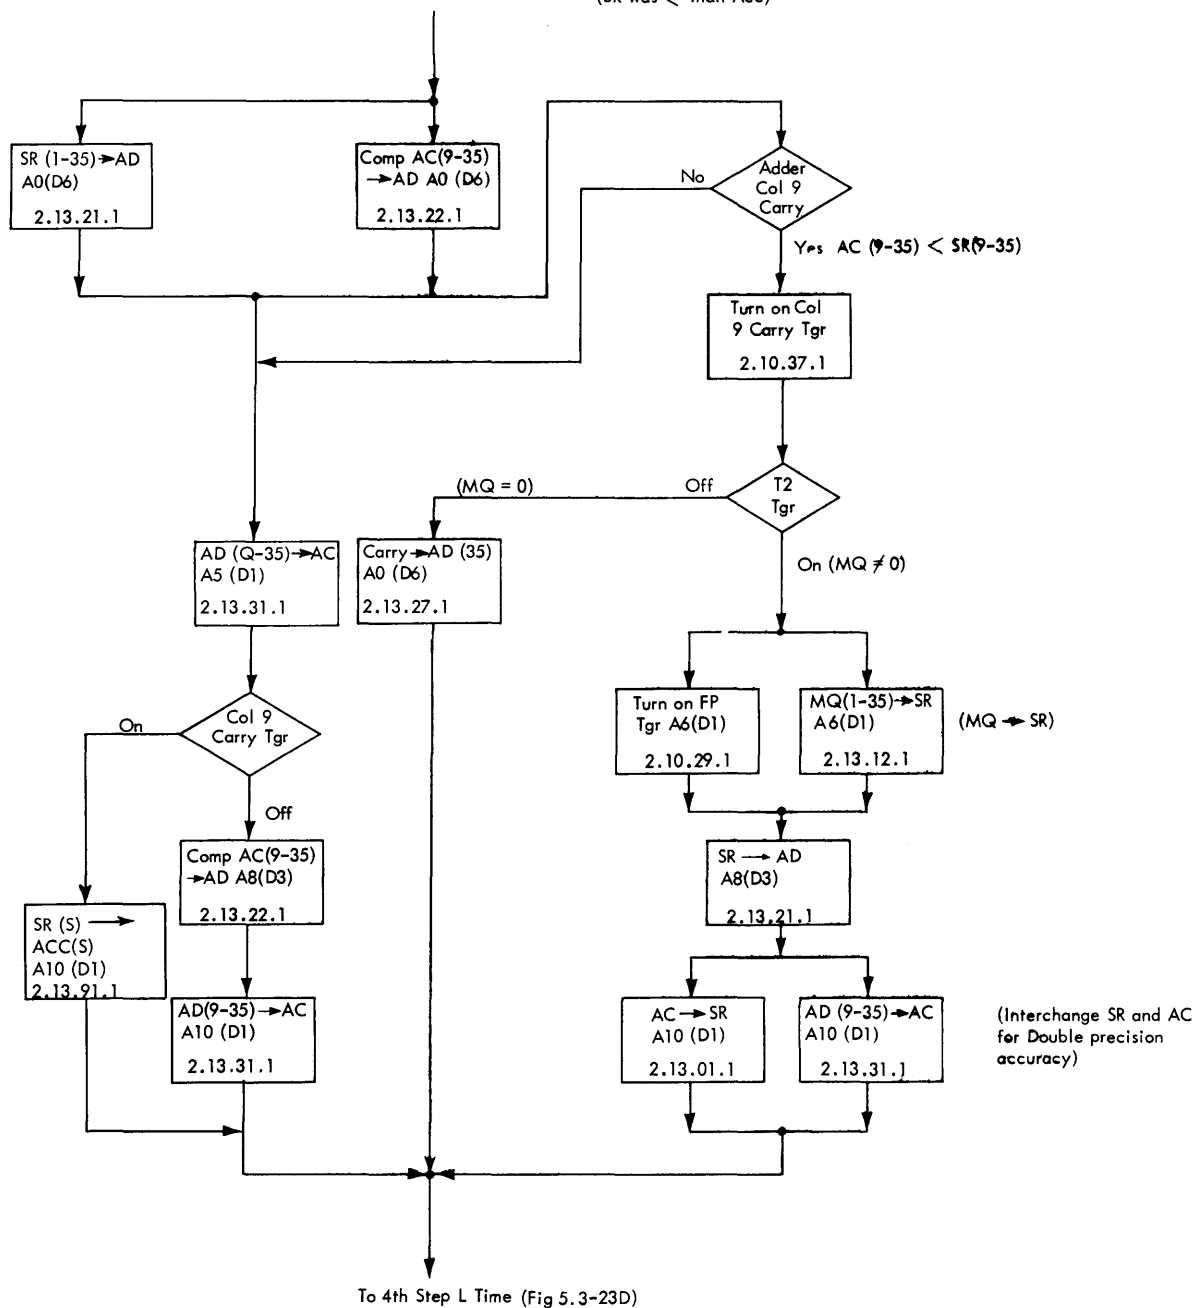 (SR was < than Acc)
SR (1-35)→AD
A0(D6)
2.13.21.1
Comp AC(9-35)
→AD A0 (D6)
2.13.22.1
Adder
Col 9
Carry
No
Yes AC (9-35) < SR(9-35)
Turn on Col
9 Carry Tgr
2.10.37.1
T2
Tgr
Off
(MQ = 0)
On (MQ ≠ 0)
AD (Q-35)→AC
A5 (D1)
2.13.31.1
Carry→AD (35)
A0 (D6)
2.13.27.1
Turn on FP
Tgr A6(D1)
2.10.29.1
MQ(1-35)→SR
A6(D1)
2.13.12.1
(MQ → SR)
Col 9
Carry Tgr
On
Off
Comp AC(9-35)
→AD A8(D3)
2.13.22.1
SR → AD
A8(D3)
2.13.21.1
SR (S) →
ACC(S)
A10 (D1)
2.13.91.1
AD(9-35)→AC
A10 (D1)
2.13.31.1
AC → SR
A10 (D1)
2.13.01.1
AD (9-35)→AC
A10 (D1)
2.13.31.1
(Interchange SR and AC
for Double precision
accuracy)
To 4th Step L Time (Fig 5.3-23D)